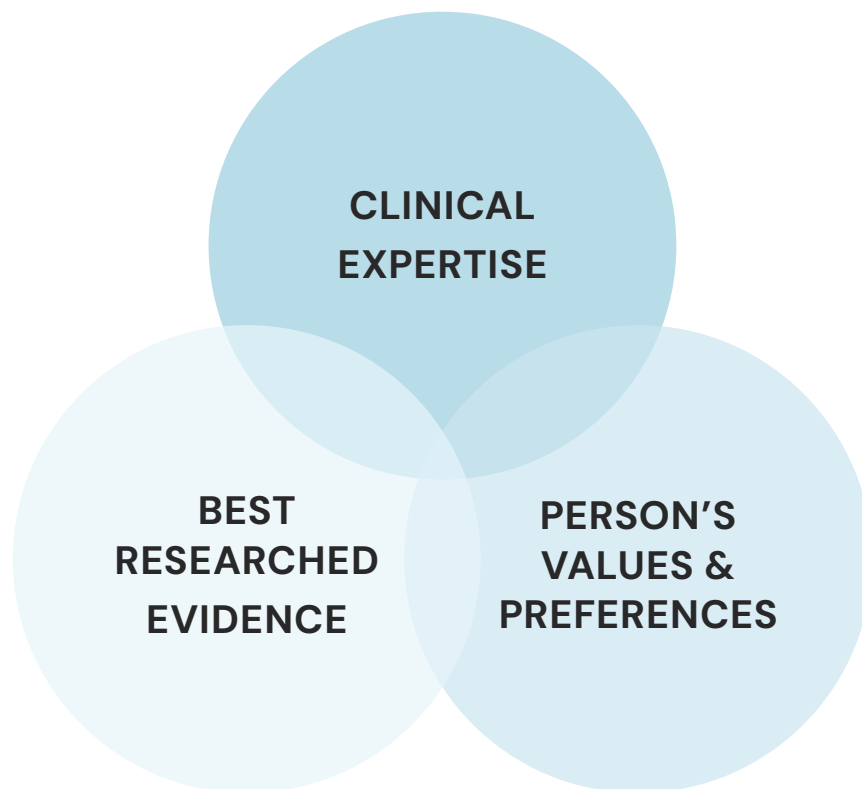 CLINICAL
EXPERTISE
BEST
RESEARCHED
EVIDENCE
PERSON’S
VALUES &
PREFERENCES